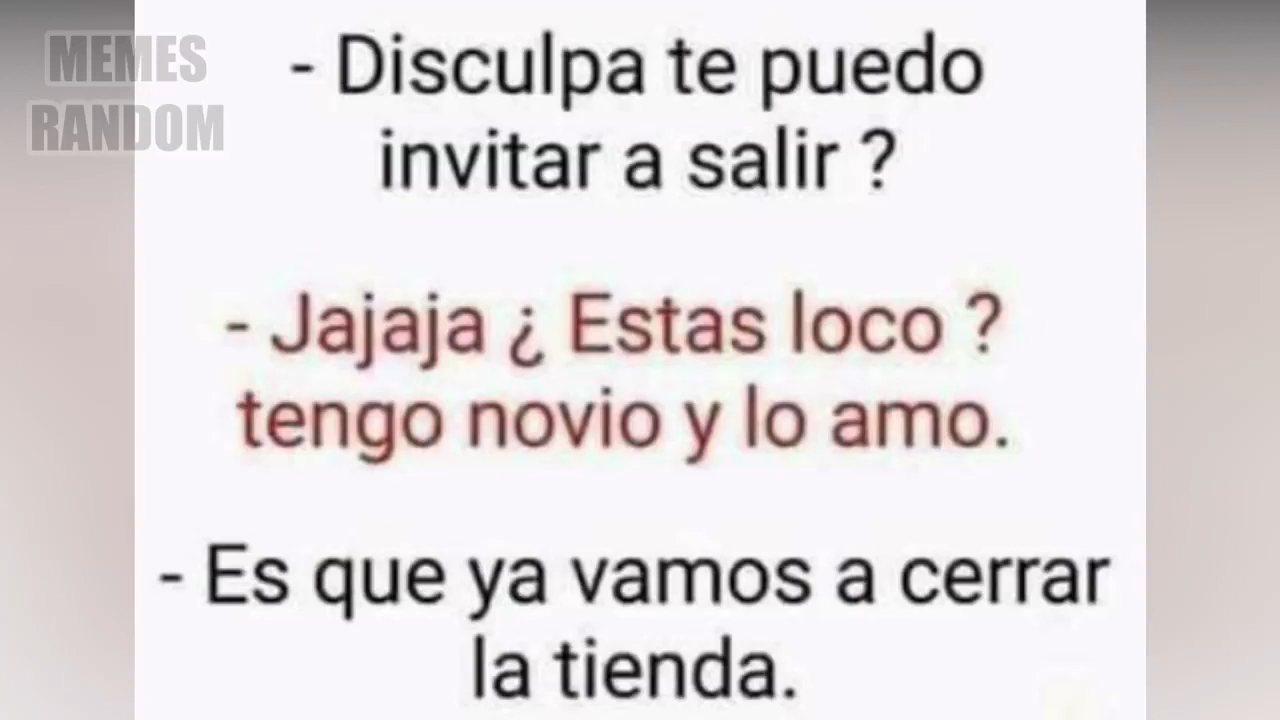 MEMES
RANDOM
- Disculpa te puedo
invitar a salir ?
- Jajaja ¿ Estas loco ?
tengo novio y lo amo.
- Es que ya vamos a cerrar
la tienda.